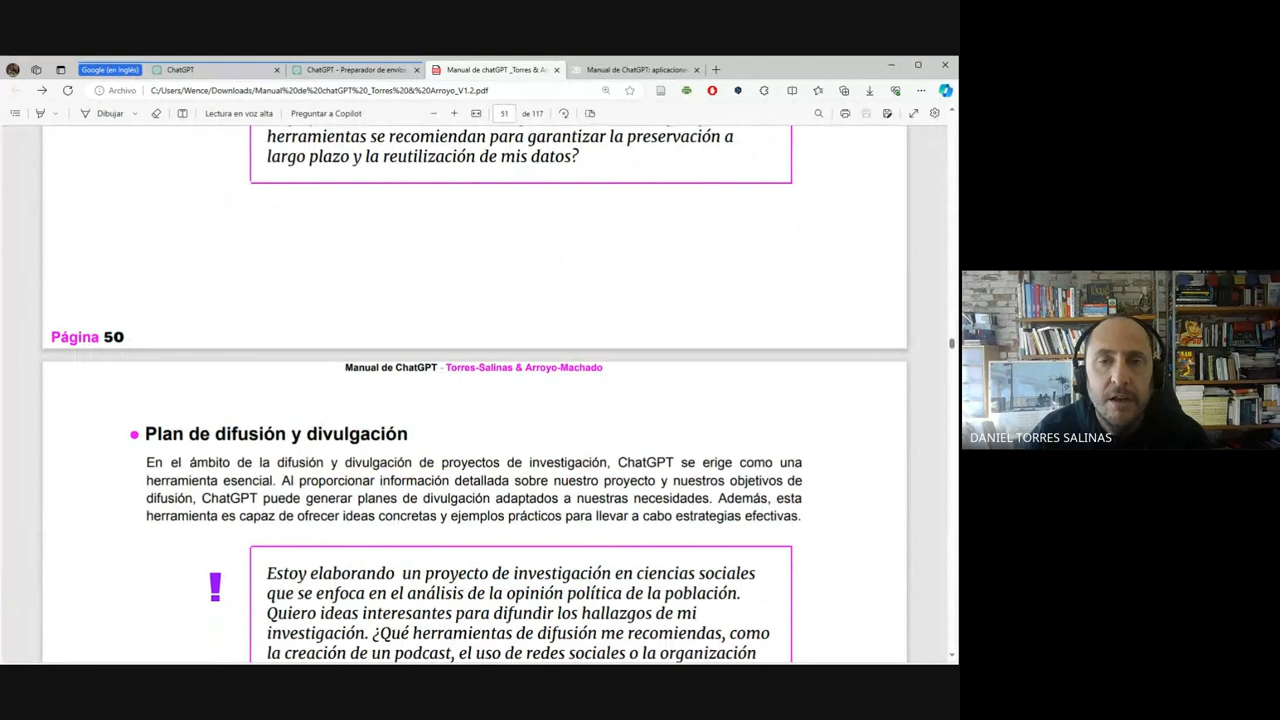 Google (en Inglés)
ChatGPT
ChatGPT - Preparador de envíos
Manual de chatGPT _Torres & A
Manual de ChatGPT: aplicacione
Archivo
C:/Users/Wence/Downloads/Manual%20de%20chatGPT%20_Torres%20&%20Arroyo_V1.2.pdf
Dibujar
Lectura en voz alta
Preguntar a Copilot
51
de 117
herramientas se recomiendan para garantizar la preservación a
largo plazo y la reutilización de mis datos?
Página 50
Manual de ChatGPT - Torres-Salinas & Arroyo-Machado
Plan de difusión y divulgación
En el ámbito de la difusión y divulgación de proyectos de investigación, ChatGPT se erige como una
herramienta esencial. Al proporcionar información detallada sobre nuestro proyecto y nuestros objetivos de
difusión, ChatGPT puede generar planes de divulgación adaptados a nuestras necesidades. Además, esta
herramienta es capaz de ofrecer ideas concretas y ejemplos prácticos para llevar a cabo estrategias efectivas.
!
Estoy elaborando un proyecto de investigación en ciencias sociales
que se enfoca en el análisis de la opinión política de la población.
Quiero ideas interesantes para difundir los hallazgos de mi
investigación. ¿Qué herramientas de difusión me recomiendas, como
la creación de un podcast, el uso de redes sociales o la organización
DANIEL TORRES SALINAS